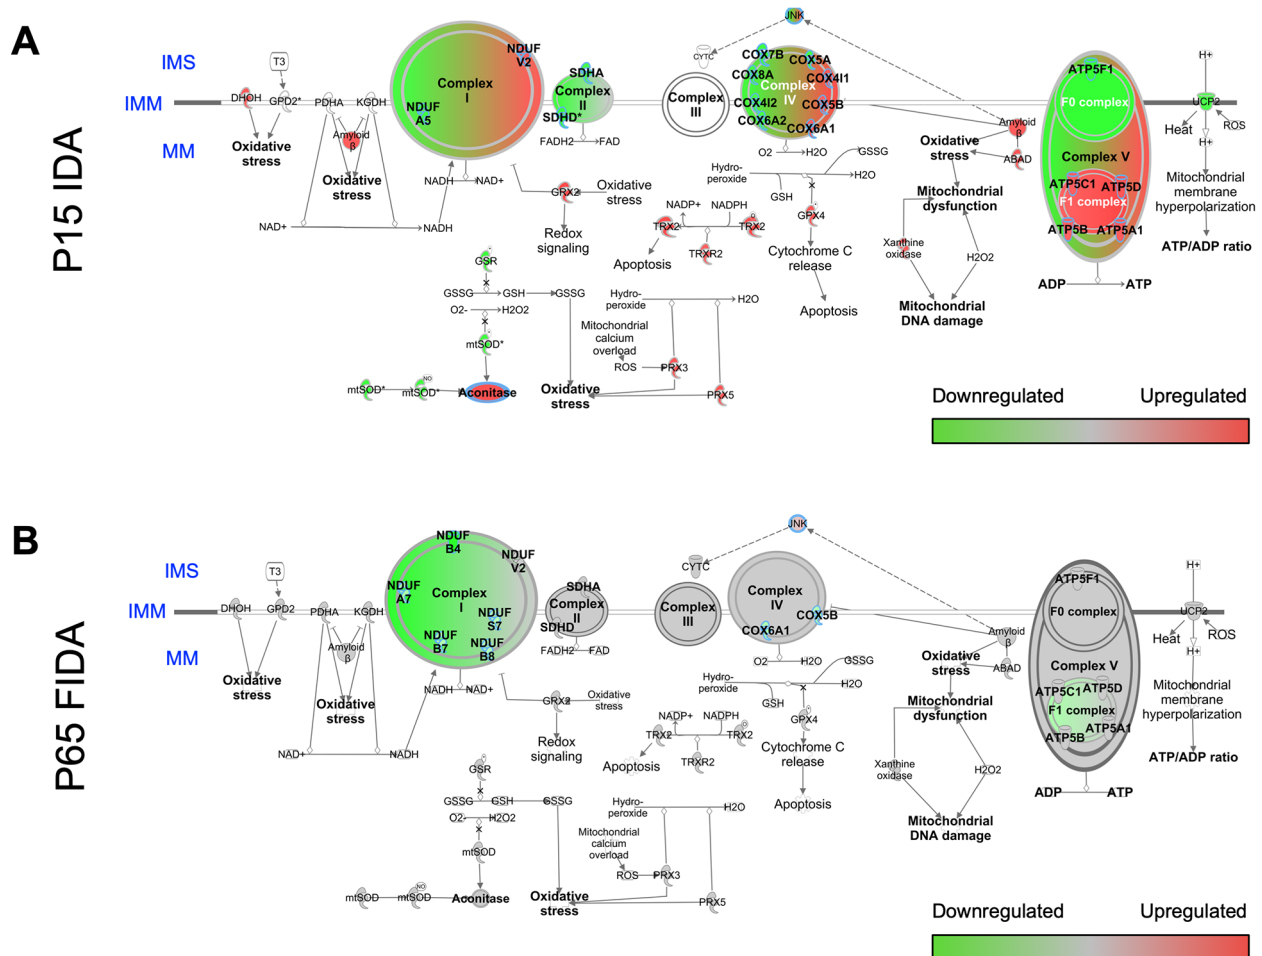 A
P15 IDA
IMS
IMM
MM
T3
DHOH
GPD2*
PDHA
KGDH
Amyloid
β
Oxidative
stress
Oxidative
stress
NAD+
NADH
NDUF
V2
Complex
I
NDUF
A5
NADH
NAD+
SDHA
Complex
II
SDHD*
FADH2
FAD
GRX2
Oxidative
stress
Redox
signaling
GSR
GSSG
GSH
GSSG
O2-
H2O2
mtSOD*
mtSOD*
NO
mtSOD*
Aconitase
Oxidative
stress
JNK
CYTC
Complex
III
COX7B
COX5A
COX8A
COX4I1
Complex
IV
COX4I2
COX5B
COX6A2
COX6A1
O2
H2O
GSSG
Hydro-
peroxide
H2O
GSH
NADP+
NADPH
TRX2
TRX2
TRXR2
GPX4
Apoptosis
Cytochrome C
release
Apoptosis
Hydro-
peroxide
H2O
Mitochondrial
calcium
overload
ROS
PRX3
PRX5
Amyloid
β
ABAD
Oxidative
stress
Mitochondrial
dysfunction
Xanthine
oxidase
H2O2
Mitochondrial
DNA damage
ATP5F1
F0 complex
Complex V
ATP5C1
ATP5D
F1 complex
ATP5B
ATP5A1
ADP
ATP
H+
UCP2
Heat
ROS
H+
Mitochondrial
membrane
hyperpolarization
ATP/ADP ratio
Downregulated
Upregulated
B
P65 FIDA
IMS
IMM
MM
T3
DHOH
GPD2
PDHA
KGDH
Amyloid
β
Oxidative
stress
Oxidative
stress
NAD+
NADH
NDUF
B4
NDUF
V2
NDUF
A7
Complex
I
NDUF
S7
NDUF
B7
NDUF
B8
NADH
NAD+
SDHA
Complex
II
SDHD
FADH2
FAD
GRX2
Oxidative
stress
Redox
signaling
GSR
GSSG
GSH
GSSG
O2-
H2O2
mtSOD
mtSOD
NO
mtSOD
Aconitase
Oxidative
stress
JNK
CYTC
Complex
III
Complex
IV
COX5B
COX6A1
O2
H2O
GSSG
Hydro-
peroxide
H2O
GSH
NADP+
NADPH
TRX2
TRX2
TRXR2
GPX4
Apoptosis
Cytochrome C
release
Apoptosis
Hydro-
peroxide
H2O
Mitochondrial
calcium
overload
ROS
PRX3
PRX5
Amyloid
β
ABAD
Oxidative
stress
Mitochondrial
dysfunction
Xanthine
oxidase
H2O2
Mitochondrial
DNA damage
ATP5F1
F0 complex
Complex V
ATP5C1
ATP5D
F1 complex
ATP5B
ATP5A1
ADP
ATP
H+
UCP2
Heat
ROS
H+
Mitochondrial
membrane
hyperpolarization
ATP/ADP ratio
Downregulated
Upregulated